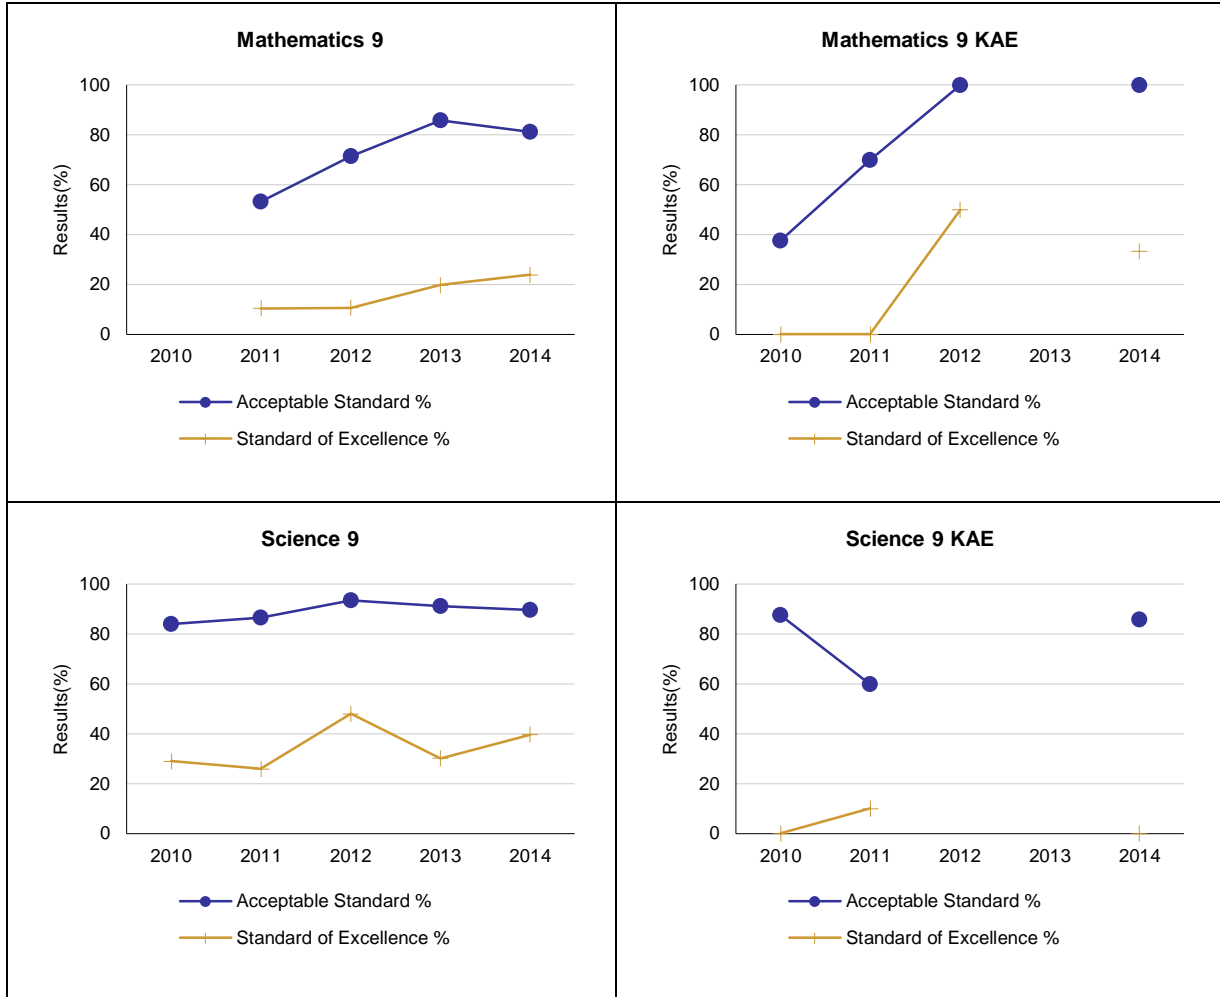 Mathematics 9
100
80
60
40
20
0
Results(%)
2010 2011 2012 2013 2014
Acceptable Standard %
Standard of Excellence %
Mathematics 9 KAE
100
80
60
40
20
0
Results(%)
2010 2011 2012 2013 2014
Acceptable Standard %
Standard of Excellence %
Science 9
100
80
60
40
20
0
Results(%)
2010 2011 2012 2013 2014
Acceptable Standard %
Standard of Excellence %
Science 9 KAE
100
80
60
40
20
0
Results(%)
2010 2011 2012 2013 2014
Acceptable Standard %
Standard of Excellence %